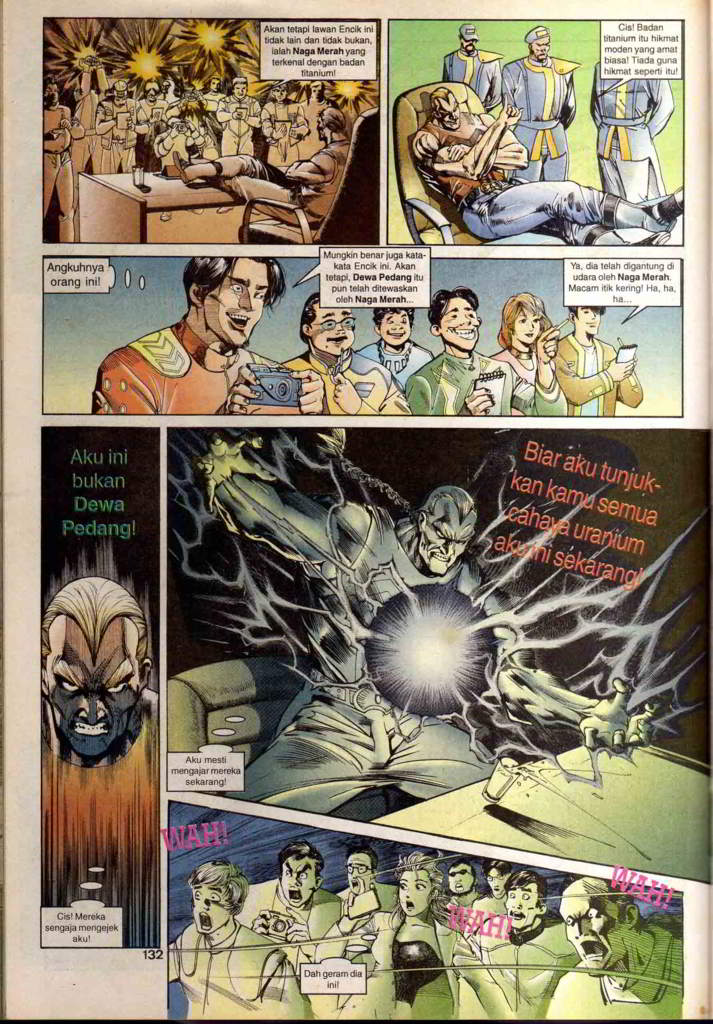 Akan tetapi lawan Encik ini
tidak lain dan tidak bukan,
ialah Naga Merah yang
terkenal dengan badan
titanium!
Cis! Badan
titanium itu hikmat
moden yang amat
biasa! Tiada guna
hikmat seperti itu!
Angkuhnya
orang ini!
Mungkin benar juga kata-
kata Encik ini. Akan
tetapi, Dewa Pedang itu
pun telah ditewaskan
oleh Naga Merah...
Ya, dia telah digantung di
udara oleh Naga Merah.
Macam itik kering! Ha, ha,
ha...
Aku ini
bukan
Dewa
Pedang!
Cis! Mereka
sengaja mengejek
aku!
Biar aku tunjuk-
kan kamu semua
cahaya uranium
aku ini sekarang!
Aku mesti
mengajar mereka
sekarang!
WAH!
WAH!
WAH!
Dah geram dia
ini!
132